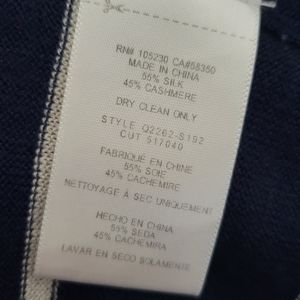 RN# 105230 CA#55350
MADE IN CHINA
55% SILK
45% CASHMERE
DRY CLEAN ONLY
STYLE Q2262-S192
CUT 517040
FABRIQUÉ EN CHINE
55% SOIE
45% CACHEMIRE
NETTOYAGE À SEC UNIQUEMENT
HECHO EN CHINA
55% SEDA
45% CACHEMIRA
LAVAR EN SECO SOLAMENTE